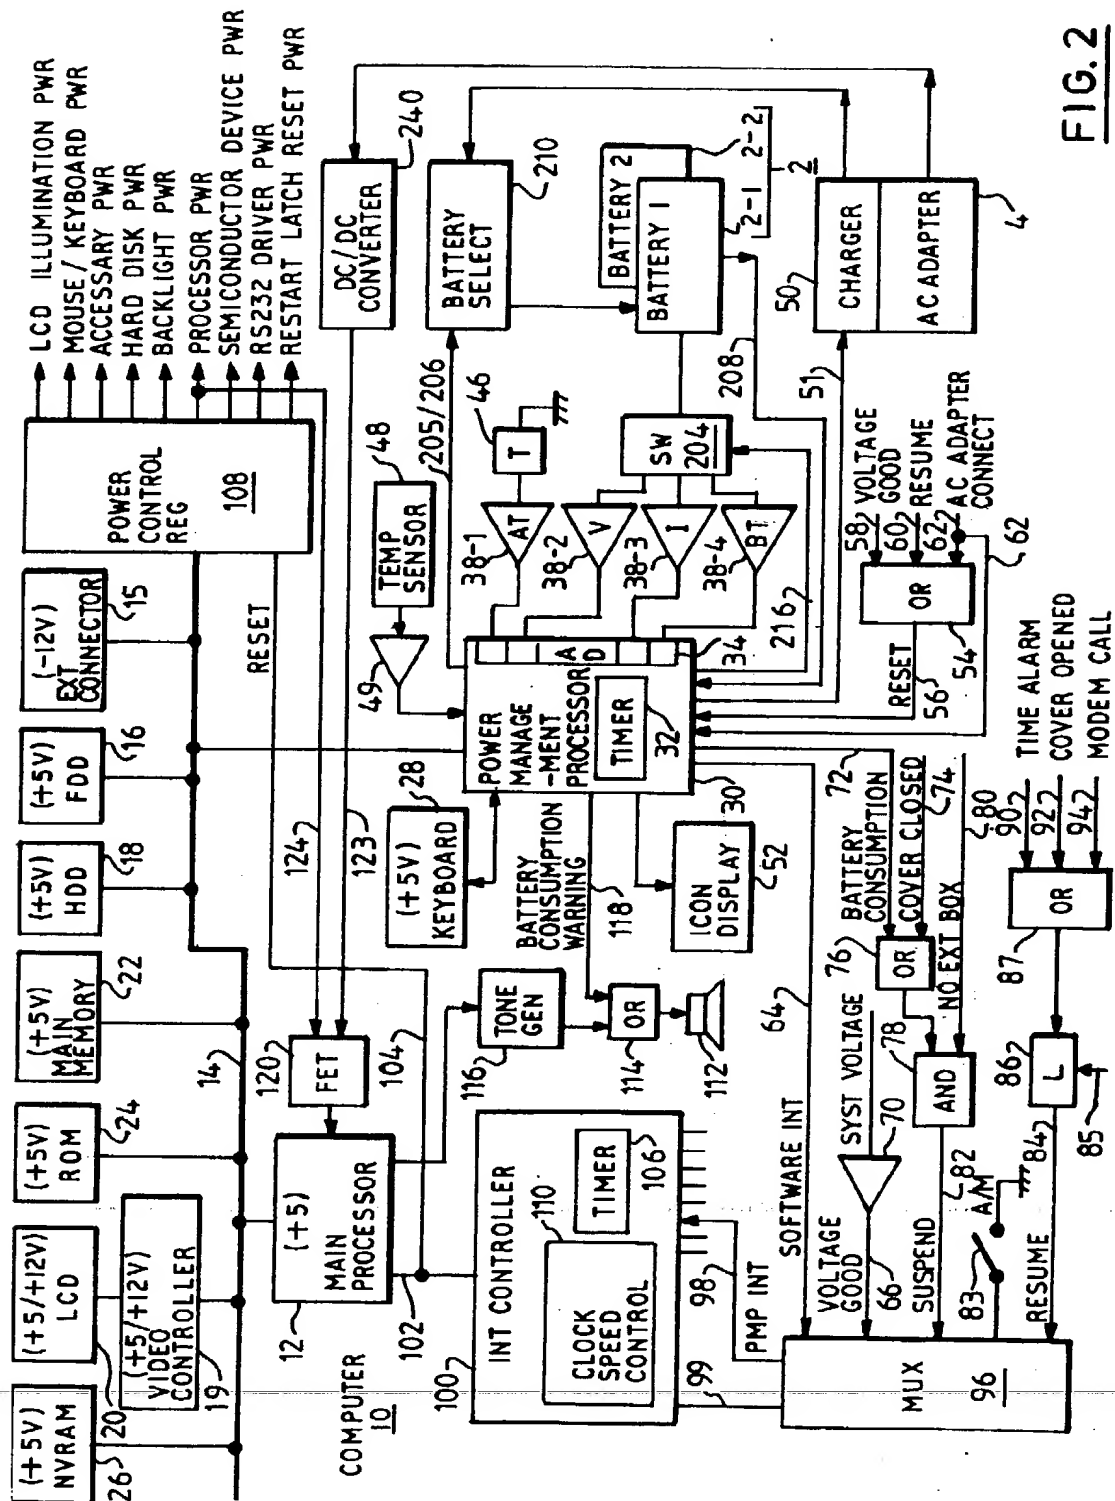 LCD ILLUMINATION PWR
MOUSE/ KEYBOARD PWR
ACCESSARY PWR
HARD DISK PWR
BACKLIGHT PWR
PROCESSOR PWR
SEMICONDUCTOR DEVICE PWR
RS232 DRIVER PWR
RESTART LATCH RESET PWR
POWER
CONTROL
REG
108
(-12V)
EXT
CONNECTOR
15
(+5V)
FDD
16
(+5V)
HDD
18
(+5V)
MAIN
MEMORY
22
(+5V)
ROM
24
(+5/+12V)
LCD
20
(+5/+12V)
VIDEO
CONTROLLER
19
(+5V)
NVRAM
26
14
RESET
124
123
104
120
FET
(+5)
MAIN
PROCESSOR
12
102
COMPUTER
10
DC/DC
CONVERTER
240
BATTERY
SELECT
210
205/206
TEMP
SENSOR
48
49
46
T
AT
38-1
V
38-2
I
38-3
BT
38-4
SW
204
BATTERY 2
BATTERY 1
2-1
2-2
2
208
216
CHARGER
50
AC ADAPTER
4
51
POWER
MANAGE
-MENT
PROCESSOR
A
D
34
TIMER
32
30
(+5V)
KEYBOARD
28
BATTERY
CONSUMPTION
WARNING
118
ICON
DISPLAY
52
TONE
GEN
116
OR
114
112
58
VOLTAGE
GOOD
60
RESUME
62
AC ADAPTER
CONNECT
62
OR
54
RESET
56
72
BATTERY
CONSUMPTION
COVER CLOSED
74
NO EXT BOX
80
OR
76
AND
78
SYST VOLTAGE
70
64
SOFTWARE INT
VOLTAGE
GOOD
66
SUSPEND
82
83
A/M
RESUME
84
85
86
L
87
OR
90
TIME ALARM
92
COVER OPENED
94
MODEM CALL
INT CONTROLLER
100
CLOCK
SPEED
CONTROL
110
TIMER
106
98
PMP INT
99
MUX
96
FIG. 2